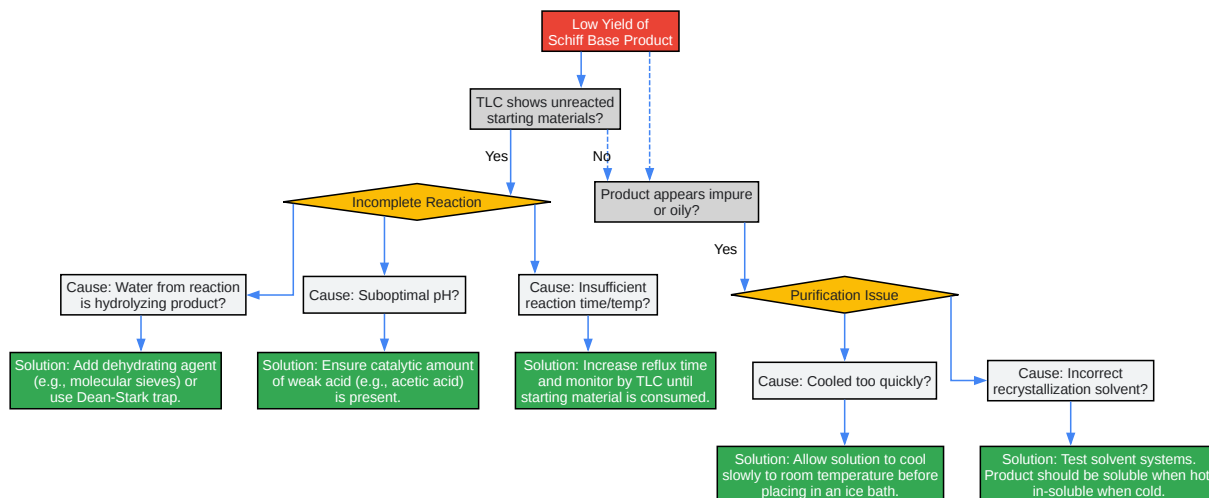 Low Yield of
Schiff Base Product
TLC shows unreacted
starting materials?
Yes
No
Incomplete Reaction
Product appears impure
or oily?
Yes
Cause: Water from reaction
is hydrolyzing product?
Cause: Suboptimal pH?
Cause: Insufficient
reaction time/temp?
Purification Issue
Solution: Add dehydrating agent
(e.g., molecular sieves) or
use Dean-Stark trap.
Solution: Ensure catalytic amount
of weak acid (e.g., acetic acid)
is present.
Solution: Increase reflux time
and monitor by TLC until
starting material is consumed.
Cause: Cooled too quickly?
Cause: Incorrect
recrystallization solvent?
Solution: Allow solution to cool
slowly to room temperature before
placing in an ice bath.
Solution: Test solvent systems.
Product should be soluble when hot
in-soluble when cold.